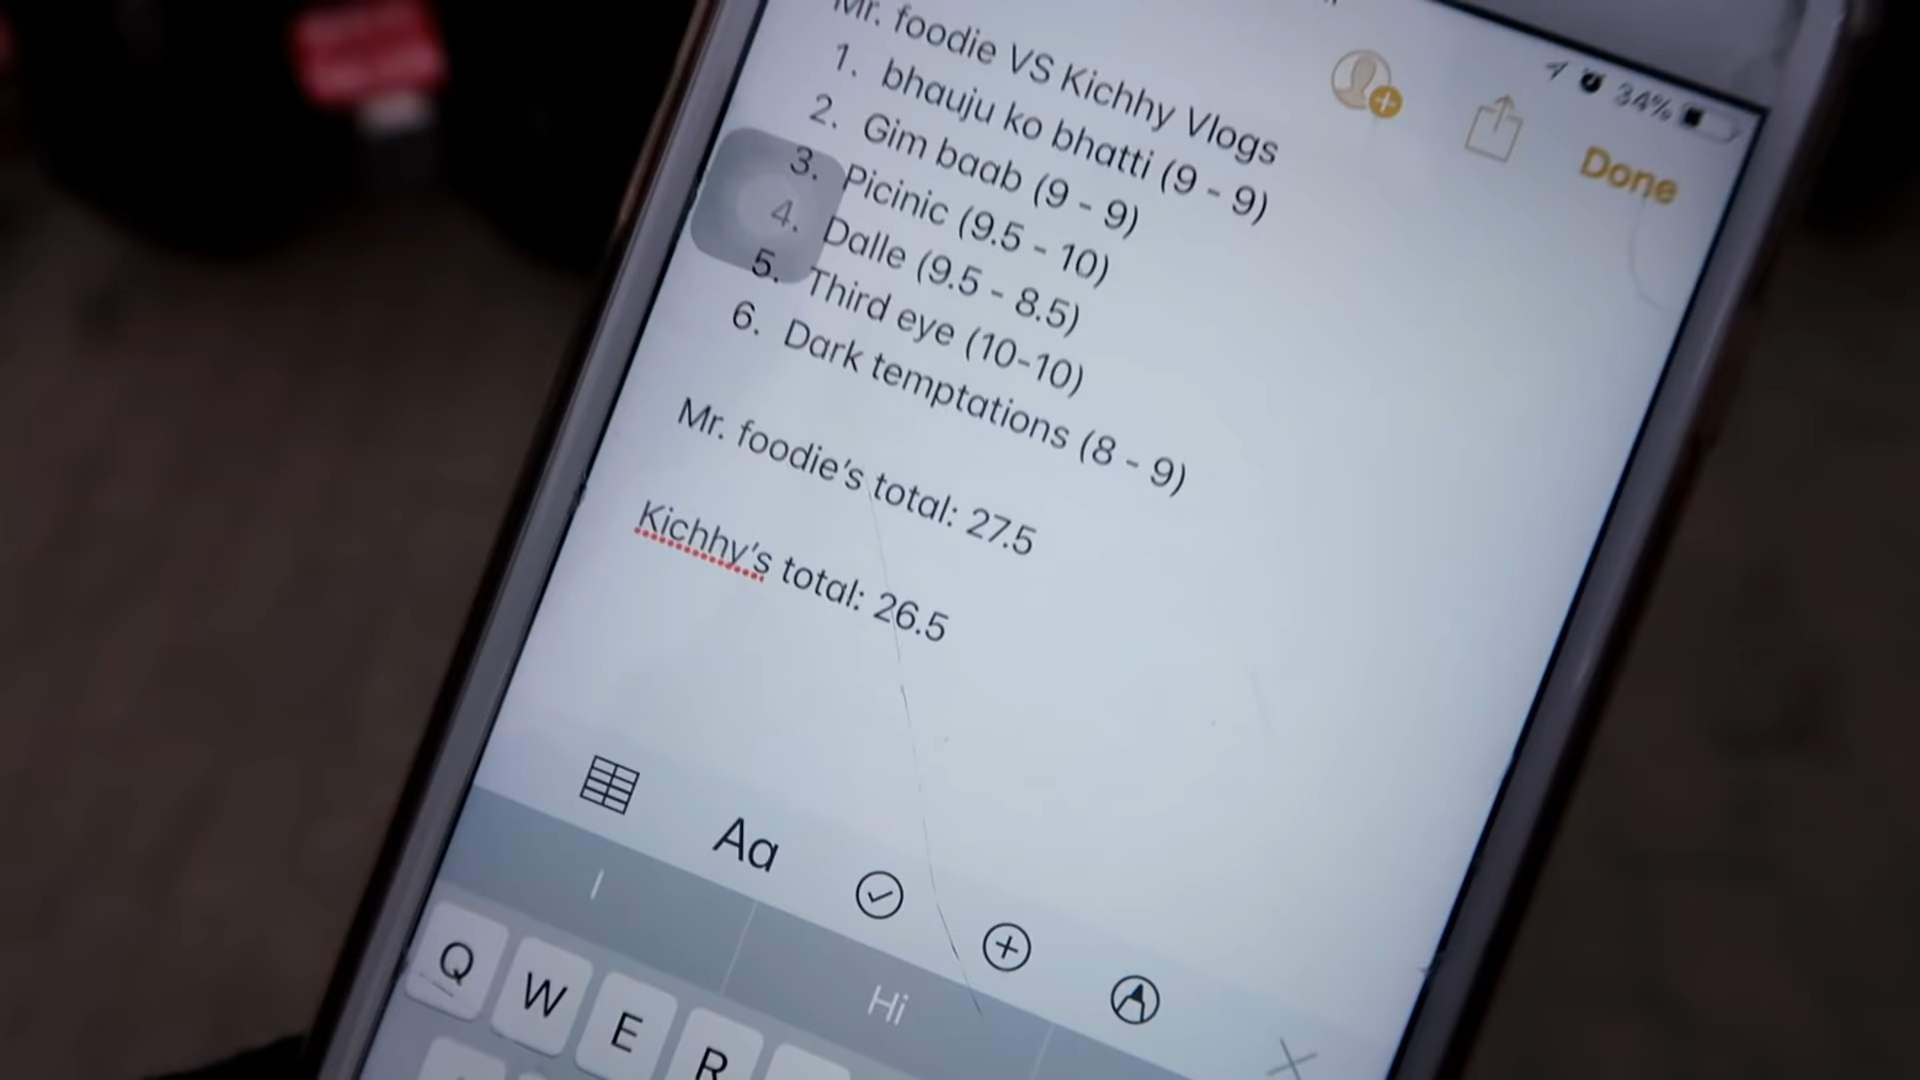 34%
Done
Mr. foodie VS Kichhy Vlogs
1. bhauju ko bhatti (9 - 9)
2. Gim baab (9 - 9)
3. Picinic (9.5 - 10)
4. Dalle (9.5 - 8.5)
5. Third eye (10-10)
6. Dark temptations (8 - 9)
Mr. foodie's total: 27.5
Kichhy's total: 26.5
Aa
I
Hi
Q W E R